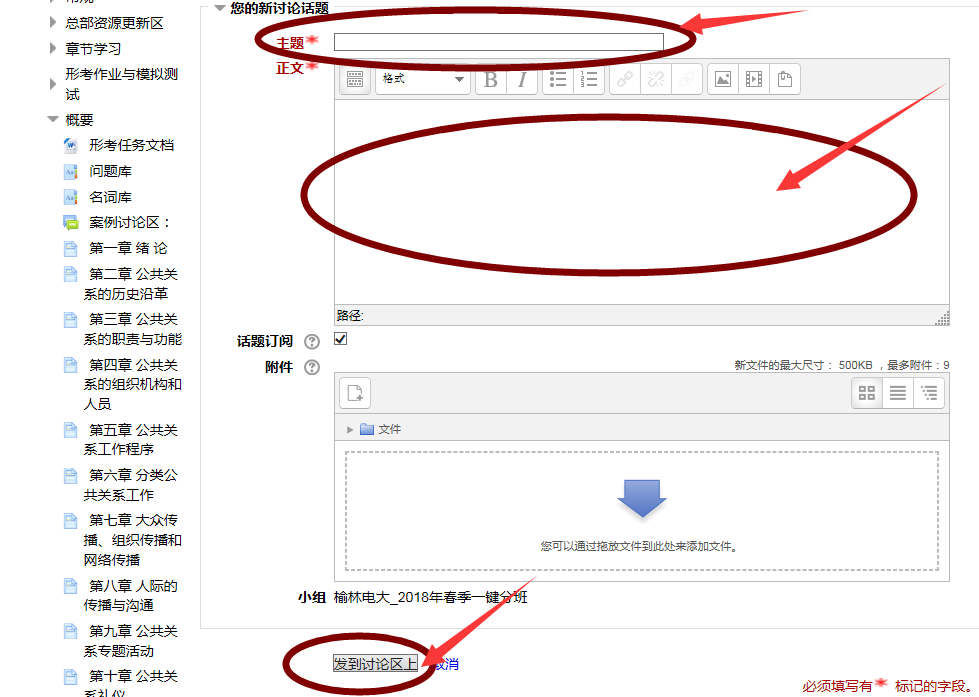 总部资源更新区
章节学习
形考作业与模拟测
试
概要
形考任务文档
问题库
名词库
案例讨论区：
第一章 绪 论
第二章 公共关
系的历史沿革
第三章 公共关
系的职责与功能
第四章 公共关
系的组织机构和
人员
第五章 公共关
系工作程序
第六章 分类公
共关系工作
第七章 大众传
播、组织传播和
网络传播
第八章 人际的
传播与沟通
第九章 公共关
系专题活动
第十章 公共关
您的新讨论话题
主题*
正文*
格式
B I
路径:
话题订阅
附件
新文件的最大尺寸： 500KB ，最多附件：9
文件
您可以通过拖放文件到此处来添加文件。
小组 榆林电大_2018年春季一键分班
发到讨论区上 取消
必须填写有* 标记的字段。